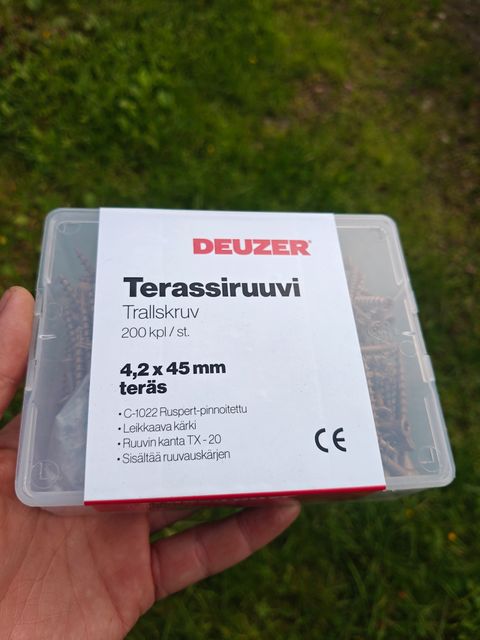 DEUZER
Terassiruuvi
Trallskruv
200 kpl / st.
4,2 x 45 mm
teräs
• C-1022 Ruspert-pinnoitettu
• Leikkaava kärki
• Ruuvin kanta TX - 20
• Sisältää ruuvauskärjen
CE